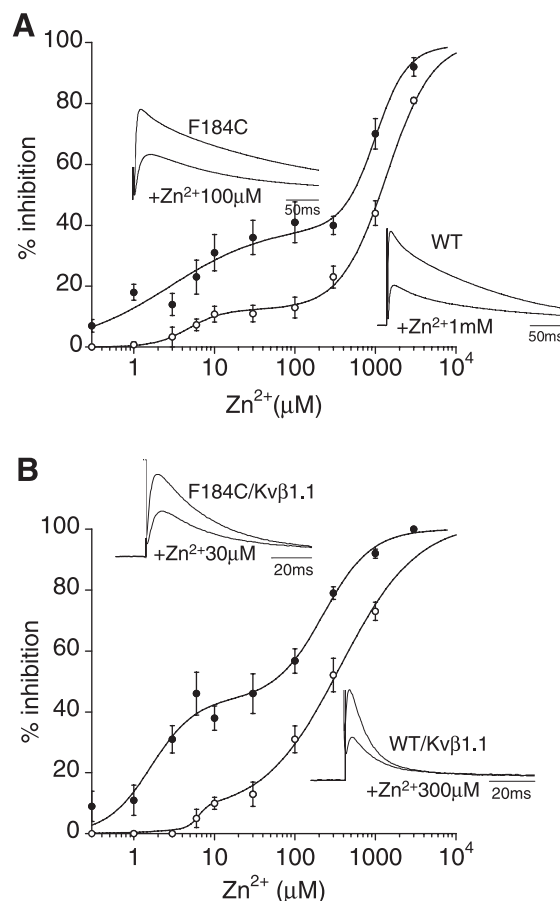 A
100
80
60
40
20
0
% inhibition
F184C
+Zn²⁺100μM
50ms
WT
+Zn²⁺1mM
50ms
1 10 100 1000 10⁴
Zn²⁺(μM)
B
F184C/Kvβ1.1
+Zn²⁺30μM
20ms
100
80
60
40
20
0
% inhibition
WT/Kvβ1.1
+Zn²⁺300μM
20ms
1 10 100 1000 10⁴
Zn²⁺ (μM)